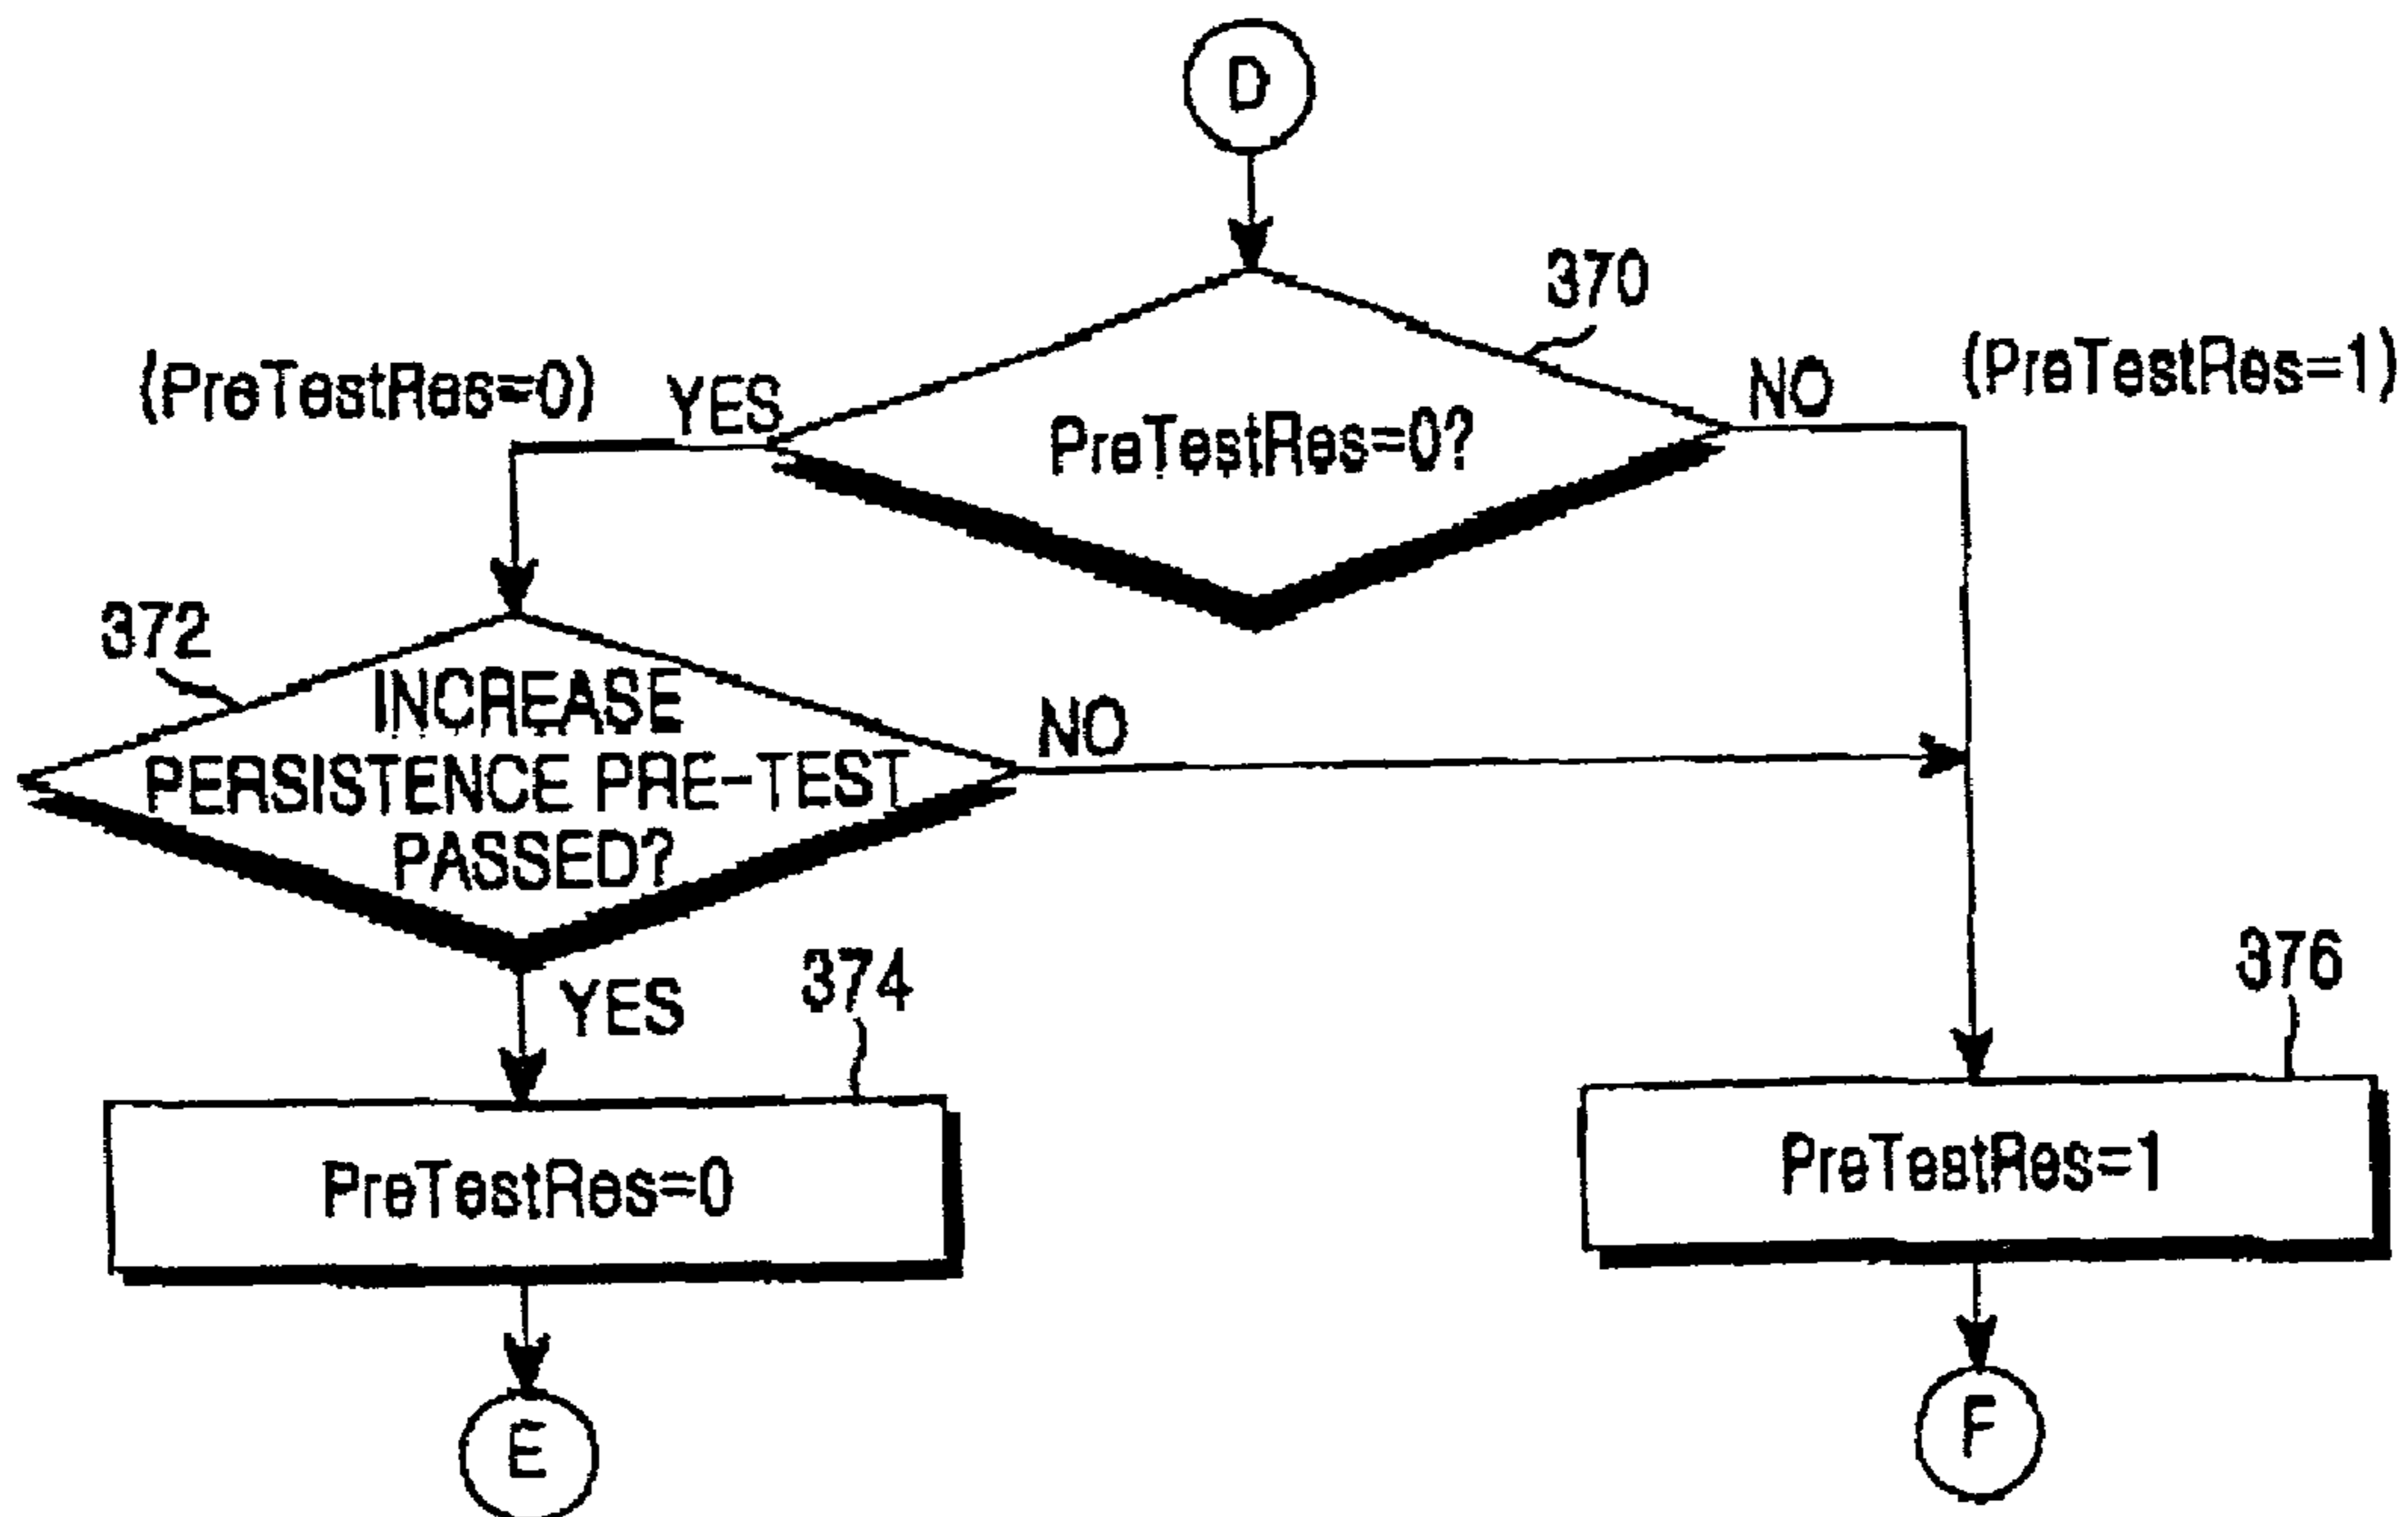 D
370
(PreTestRes=0)
YES
NO
(PreTestRes=1)
PreTestRes=0?
372
INCREASE
PERSISTENCE PRE-TEST
PASSED?
NO
YES
374
376
PreTestRes=0
PreTestRes=1
E
F